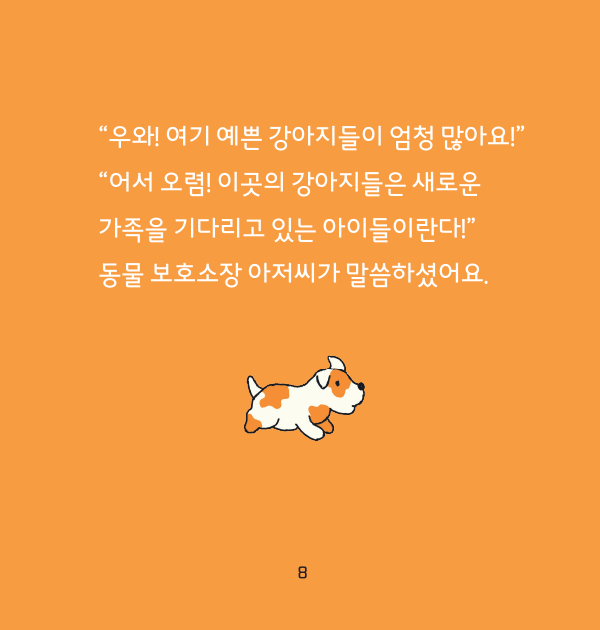 “우와! 여기 예쁜 강아지들이 엄청 많아요!”
“어서 오렴! 이곳의 강아지들은 새로운
가족을 기다리고 있는 아이들이란다!”
동물 보호소장 아저씨가 말씀하셨어요.
8